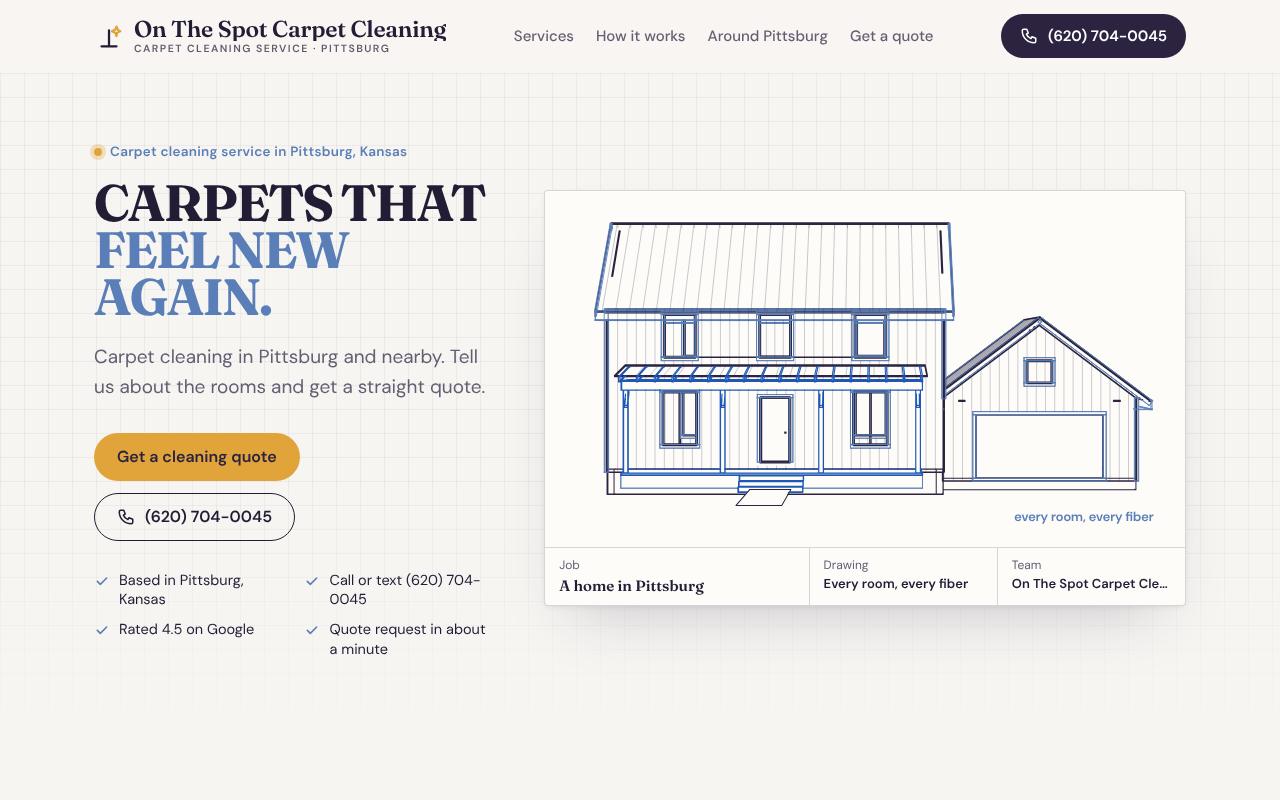 On The Spot Carpet Cleaning
CARPET CLEANING SERVICE · PITTSBURG
Services
How it works
Around Pittsburg
Get a quote
(620) 704-0045
Carpet cleaning service in Pittsburg, Kansas
CARPETS THAT
FEEL NEW
AGAIN.
Carpet cleaning in Pittsburg and nearby. Tell
us about the rooms and get a straight quote.
Get a cleaning quote
(620) 704-0045
Based in Pittsburg,
Kansas
Call or text (620) 704-
0045
Rated 4.5 on Google
Quote request in about
a minute
every room, every fiber
Job
A home in Pittsburg
Drawing
Every room, every fiber
Team
On The Spot Carpet Cle…